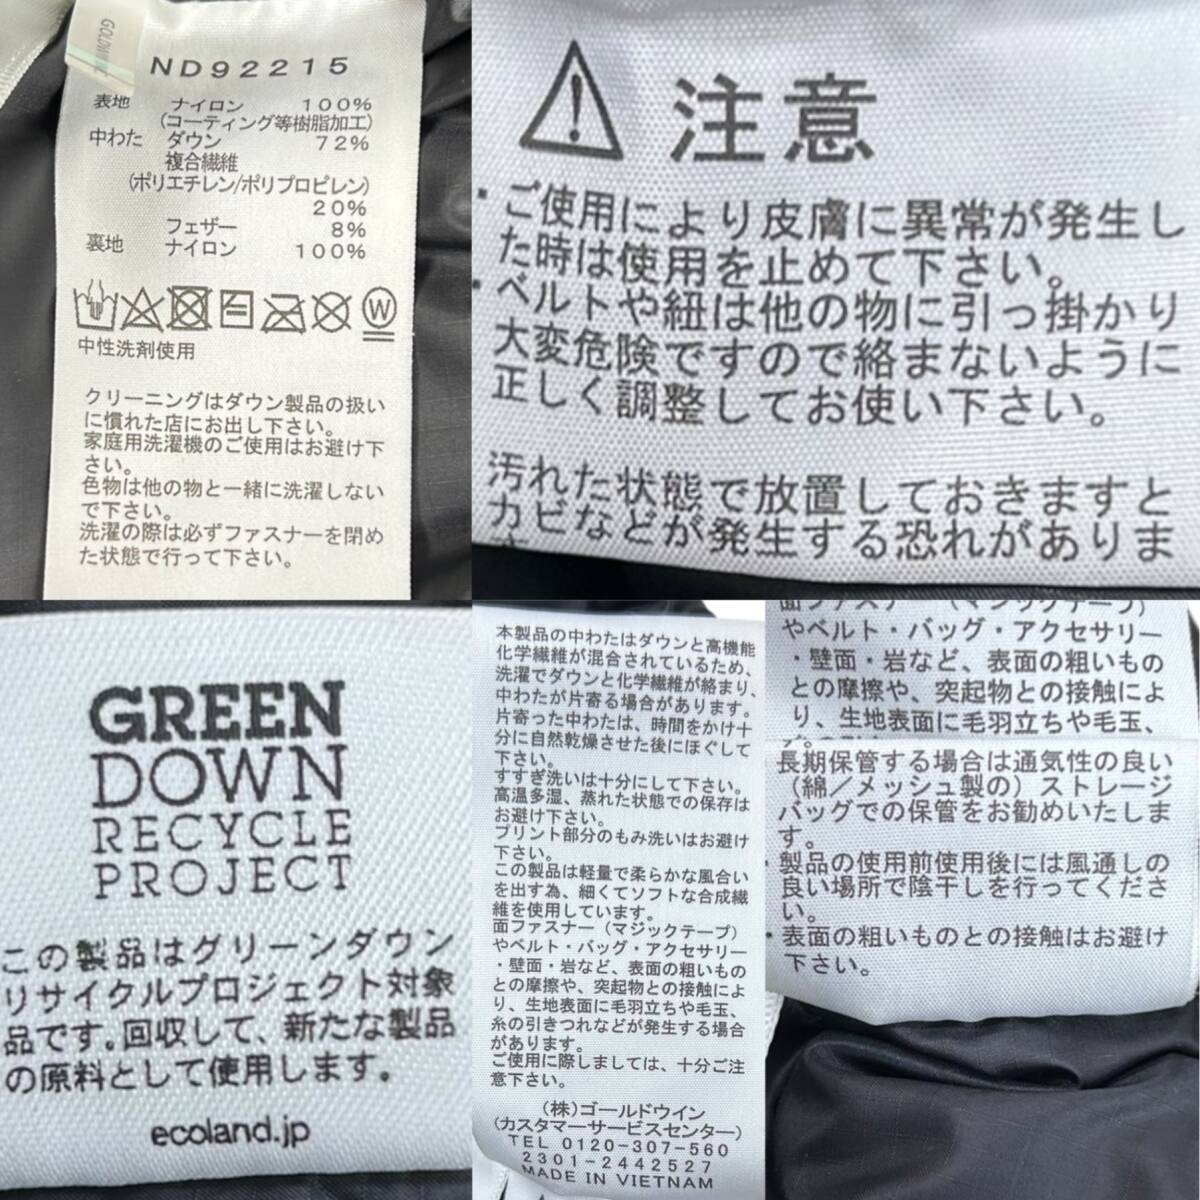 ND92215
表地 ナイロン 100%
(コーティング等樹脂加工)
中わた ダウン 72%
複合繊維
(ポリエチレン/ポリプロピレン)
20%
フェザー 8%
裏地 ナイロン 100%
W
中性洗剤使用
クリーニングはダウン製品の扱い
に慣れた店にお出し下さい。
家庭用洗濯機のご使用はお避け下
さい。
色物は他の物と一緒に洗濯しない
で下さい。
洗濯の際は必ずファスナーを閉め
た状態で行って下さい。
注意
・ご使用により皮膚に異常が発生し
た時は使用を止めて下さい。
・ベルトや紐は他の物に引っ掛かり
大変危険ですので絡まないように
正しく調整してお使い下さい。
汚れた状態で放置しておきますと
カビなどが発生する恐れがありま
GREEN
DOWN
RECYCLE
PROJECT
この製品はグリーンダウン
リサイクルプロジェクト対象
品です。回収して、新たな製品
の原料として使用します。
ecoland.jp
本製品の中わたはダウンと高機能
化学繊維が混合されているため、
洗濯でダウンと化学繊維が絡まり、
中わたが片寄る場合があります。
片寄った中わたは、時間をかけ十
分に自然乾燥させた後にほぐして
下さい。
すすぎ洗いは十分にして下さい。
高温多湿、蒸れた状態での保存は
お避け下さい。
プリント部分のもみ洗いはお避け
下さい。
この製品は軽量で柔らかな風合い
を出す為、細くてソフトな合成繊
維を使用しています。
面ファスナー(マジックテープ)
やベルト・バッグ・アクセサリー
・壁面・岩など、表面の粗いもの
との摩擦や、突起物との接触によ
り、生地表面に毛羽立ちや毛玉、
糸の引きつれなどが発生する場合
があります。
ご使用に際しましては、十分ご注
意下さい。
(株)ゴールドウイン
(カスタマーサービスセンター)
TEL 0120-307-560
2301-2442527
MADE IN VIETNAM
面ファスナー(マジックテープ)
やベルト・バッグ・アクセサリー
・壁面・岩など、表面の粗いもの
との摩擦や、突起物との接触によ
り、生地表面に毛羽立ちや毛玉、
長期保管する場合は通気性の良い
(綿/メッシュ製の)ストレージ
バッグでの保管をお勧めいたしま
す。
・製品の使用前使用後には風通しの
良い場所で陰干しを行ってくださ
い。
・表面の粗いものとの接触はお避け
下さい。